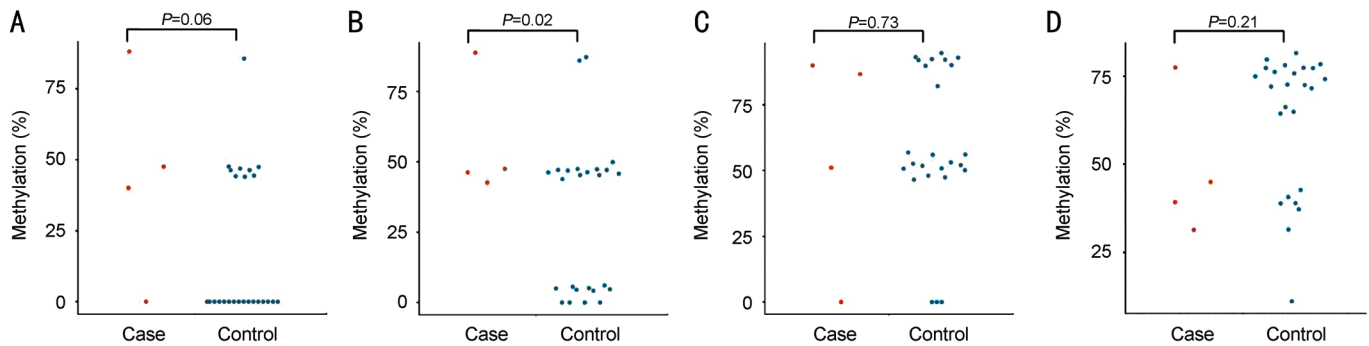 A
P=0.06
Methylation (%)
75
50
25
0
Case
Control
B
P=0.02
Methylation (%)
75
50
25
0
Case
Control
C
P=0.73
Methylation (%)
75
50
25
0
Case
Control
D
P=0.21
Methylation (%)
75
50
25
Case
Control